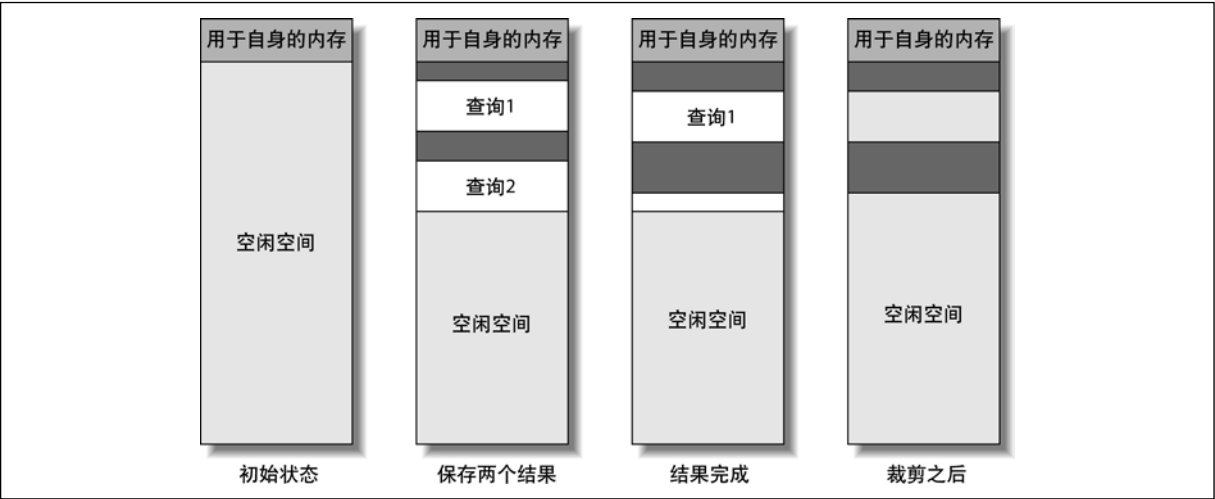 用于自身的内存 用于自身的内存 用于自身的内存 用于自身的内存
查询1
查询1
查询2
空闲空间
空闲空间
空闲空间
空闲空间
初始状态 保存两个结果 结果完成 裁剪之后